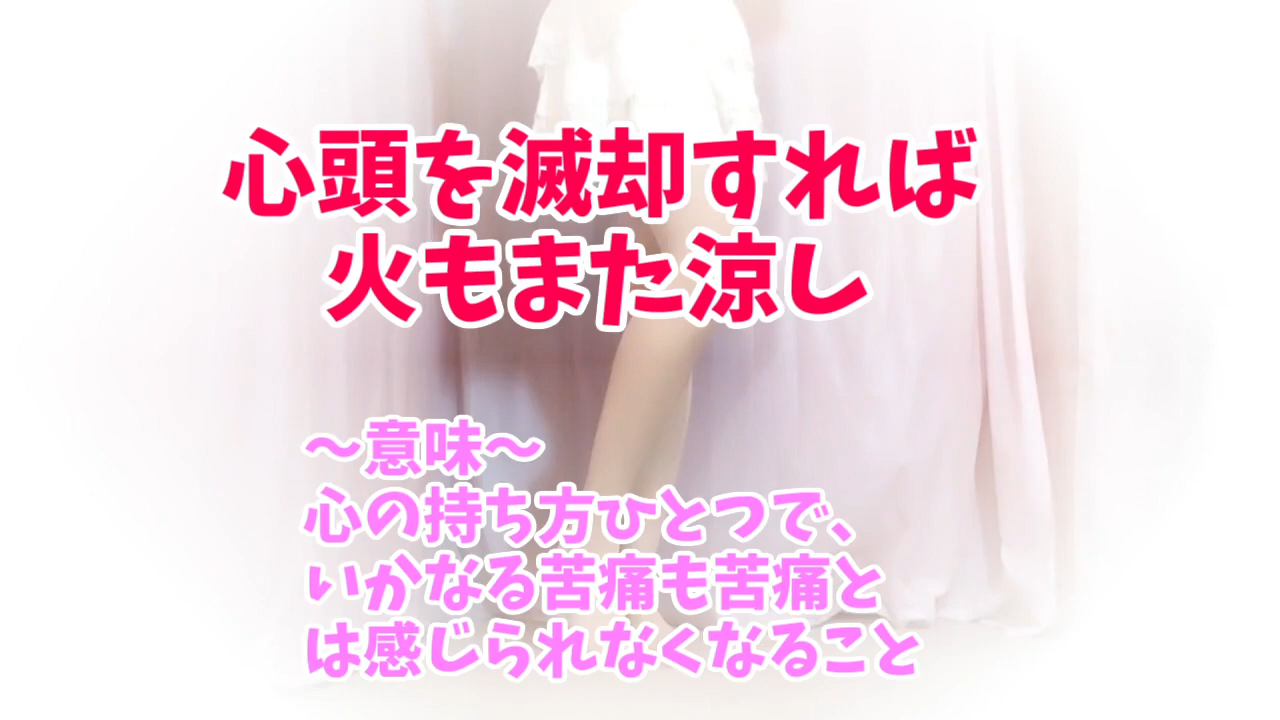 心頭を滅却すれば
火もまた涼し
～意味～
心の持ち方ひとつで、
いかなる苦痛も苦痛と
は感じられなくなること